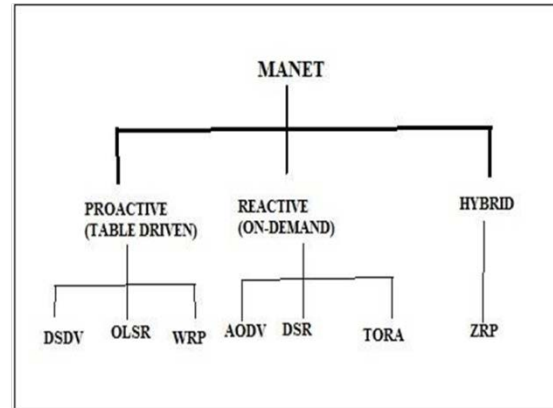 MANET
PROACTIVE
(TABLE DRIVEN)
REACTIVE
(ON-DEMAND)
HYBRID
DSDV
OLSR
WRP
AODV
DSR
TORA
ZRP